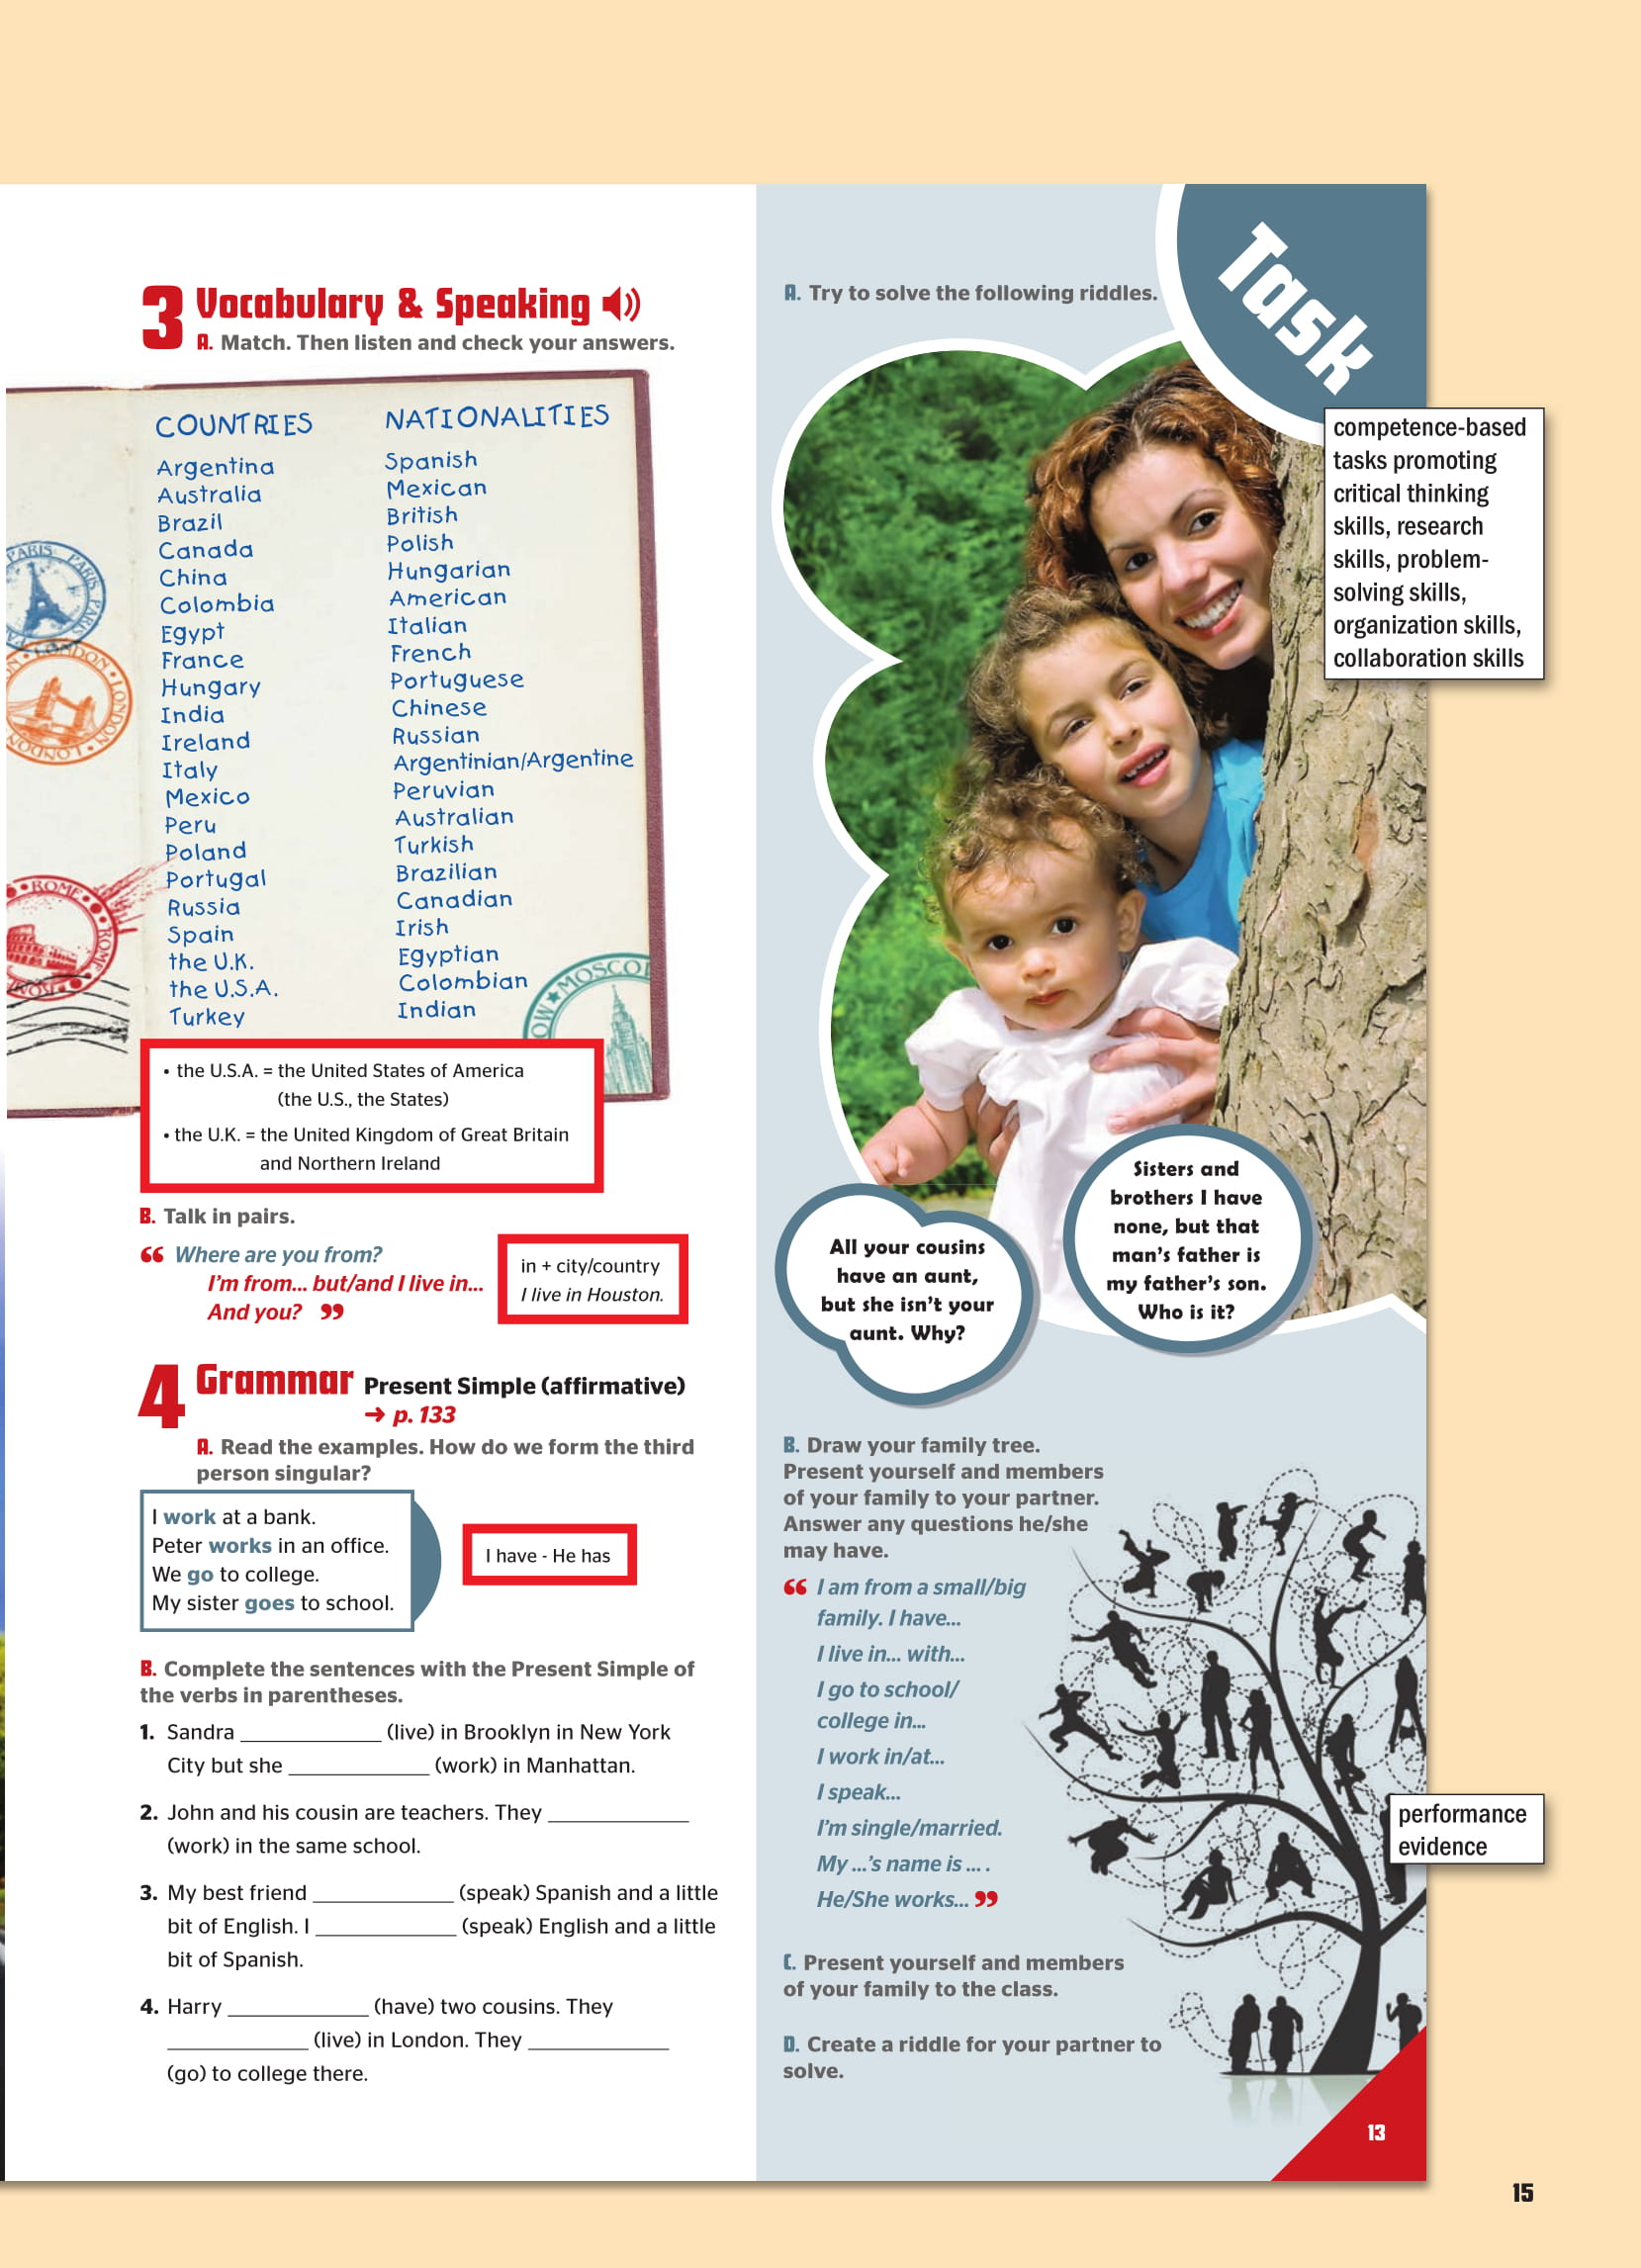 3 Vocabulary & Speaking
A. Match. Then listen and check your answers.
COUNTRIES
Argentina
Australia
Brazil
Canada
China
Colombia
Egypt
France
Hungary
India
Ireland
Italy
Mexico
Peru
Poland
Portugal
Russia
Spain
the U.K.
the U.S.A.
Turkey
NATIONALITIES
Spanish
Mexican
British
Polish
Hungarian
American
Italian
French
Portuguese
Chinese
Russian
Argentinian/Argentine
Peruvian
Australian
Turkish
Brazilian
Canadian
Irish
Egyptian
Colombian
Indian
PARIS PARIS PARIS
LONDON • LONDON
ROME ROME
MOSCO
• the U.S.A. = the United States of America
(the U.S., the States)
• the U.K. = the United Kingdom of Great Britain
and Northern Ireland
B. Talk in pairs.
“ Where are you from?
I'm from... but/and I live in...
And you? ”
in + city/country
I live in Houston.
4 Grammar Present Simple (affirmative)
➔ p. 133
A. Read the examples. How do we form the third
person singular?
I work at a bank.
Peter works in an office.
We go to college.
My sister goes to school.
I have - He has
B. Complete the sentences with the Present Simple of
the verbs in parentheses.
1. Sandra ____________ (live) in Brooklyn in New York
City but she ____________ (work) in Manhattan.
2. John and his cousin are teachers. They ____________
(work) in the same school.
3. My best friend ____________ (speak) Spanish and a little
bit of English. I ____________ (speak) English and a little
bit of Spanish.
4. Harry ____________ (have) two cousins. They
____________ (live) in London. They ____________
(go) to college there.
Task
A. Try to solve the following riddles.
competence-based
tasks promoting
critical thinking
skills, research
skills, problem-
solving skills,
organization skills,
collaboration skills
All your cousins
have an aunt,
but she isn't your
aunt. Why?
Sisters and
brothers I have
none, but that
man's father is
my father's son.
Who is it?
B. Draw your family tree.
Present yourself and members
of your family to your partner.
Answer any questions he/she
may have.
“ I am from a small/big
family. I have...
I live in... with...
I go to school/
college in...
I work in/at...
I speak...
I'm single/married.
My ...'s name is ... .
He/She works... ”
performance
evidence
C. Present yourself and members
of your family to the class.
D. Create a riddle for your partner to
solve.
13
15